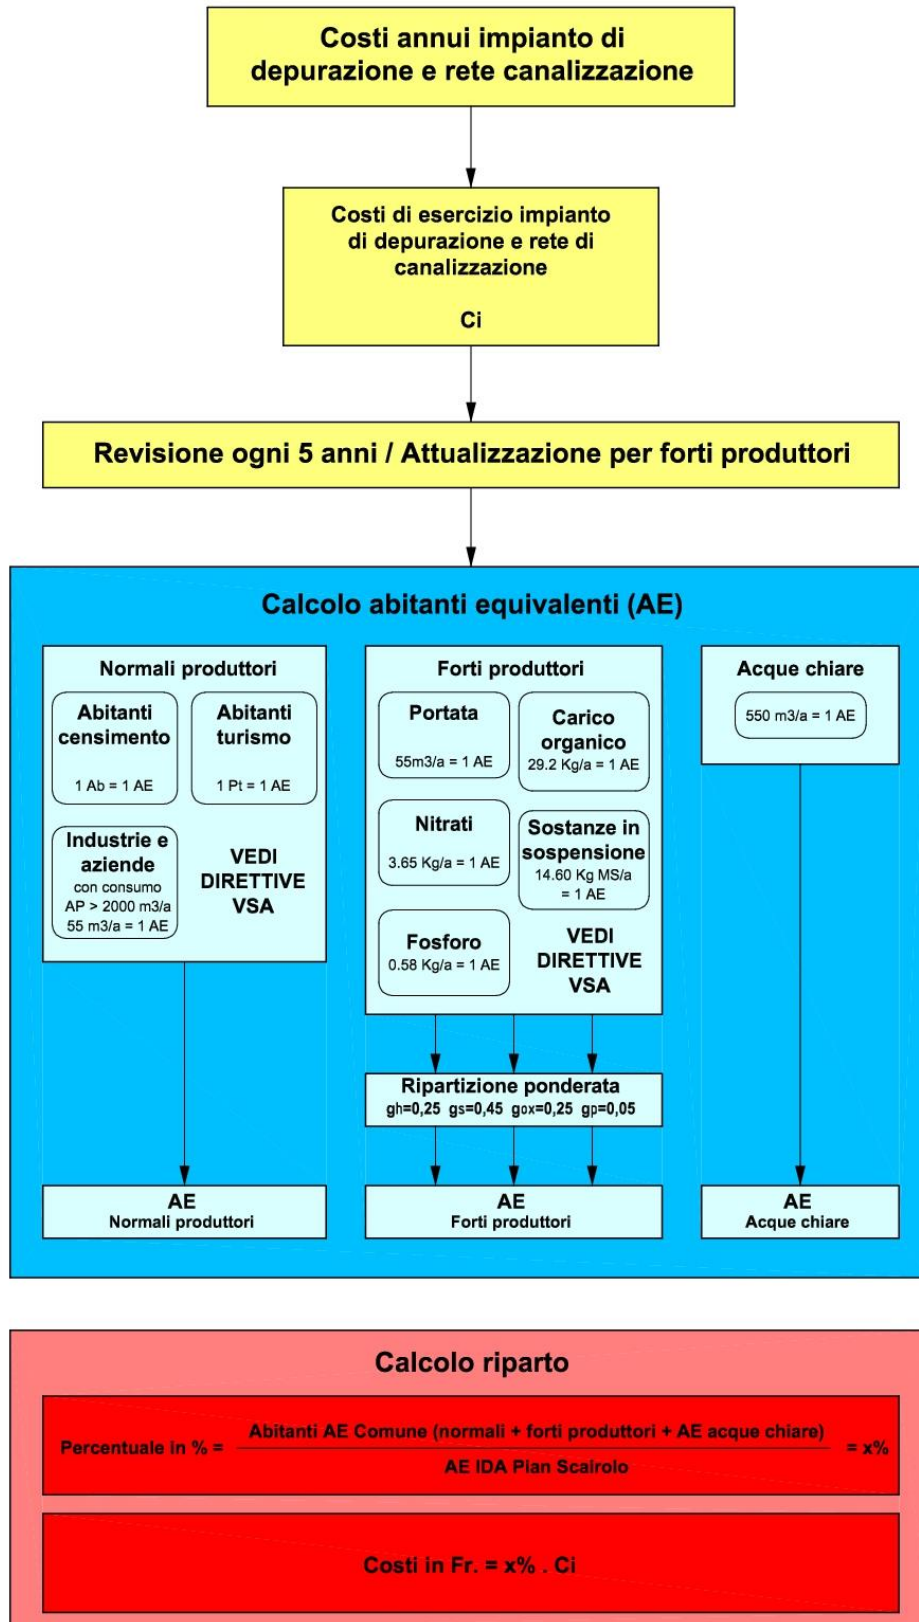 Costi annui impianto di
depurazione e rete canalizzazione
Costi di esercizio impianto
di depurazione e rete di
canalizzazione
Ci
Revisione ogni 5 anni / Attualizzazione per forti produttori
Calcolo abitanti equivalenti (AE)
Normali produttori
Abitanti
censimento
1 Ab = 1 AE
Abitanti
turismo
1 Pt = 1 AE
Industrie e
aziende
con consumo
AP > 2000 m3/a
55 m3/a = 1 AE
VEDI
DIRETTIVE
VSA
Forti produttori
Portata
55m3/a = 1 AE
Carico
organico
29.2 Kg/a = 1 AE
Nitrati
3.65 Kg/a = 1 AE
Sostanze in
sospensione
14.60 Kg MS/a
= 1 AE
Fosforo
0.58 Kg/a = 1 AE
VEDI
DIRETTIVE
VSA
Acque chiare
550 m3/a = 1 AE
Ripartizione ponderata
gh=0,25 gs=0,45 gox=0,25 gp=0,05
AE
Normali produttori
AE
Forti produttori
AE
Acque chiare
Calcolo riparto
Percentuale in % = Abitanti AE Comune (normali + forti produttori + AE acque chiare) = x%
AE IDA Pian Scairolo
Costi in Fr. = x% . Ci